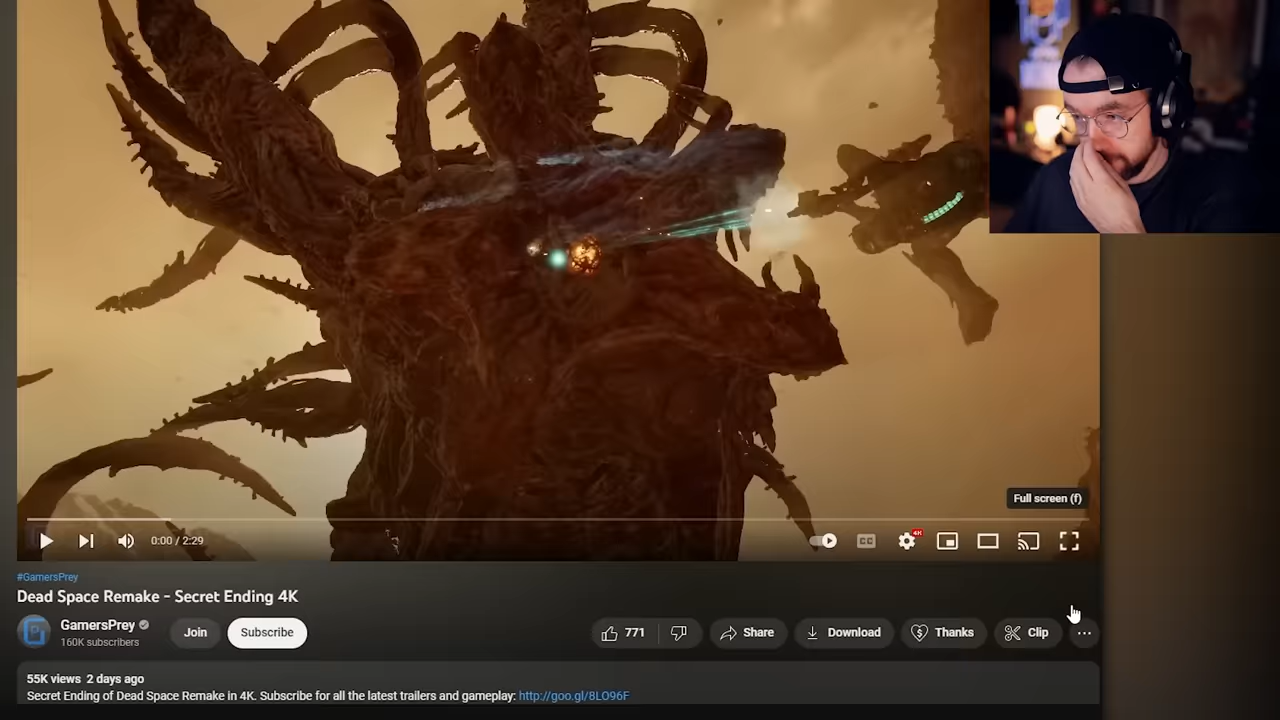 Full screen (f)
0:00 / 2:29
CC
4K
#GamersPrey
Dead Space Remake - Secret Ending 4K
GamersPrey
160K subscribers
Join
Subscribe
771
Share
Download
Thanks
Clip
55K views 2 days ago
Secret Ending of Dead Space Remake in 4K. Subscribe for all the latest trailers and gameplay: http://goo.gl/8LO96F